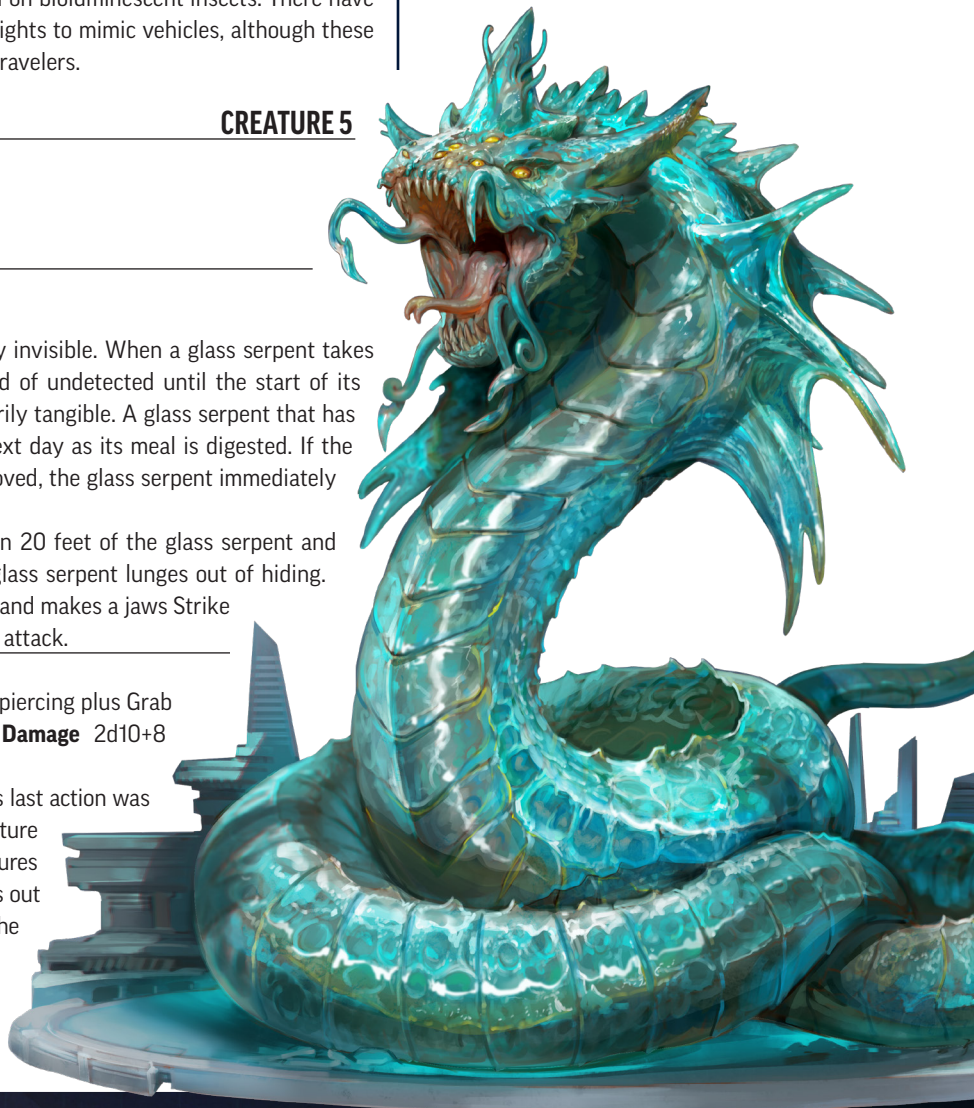 on bioluminescent insects. There have
ights to mimic vehicles, although these
ravelers.
CREATURE 5
y invisible. When a glass serpent takes
d of undetected until the start of its
rily tangible. A glass serpent that has
ext day as its meal is digested. If the
oved, the glass serpent immediately
n 20 feet of the glass serpent and
glass serpent lunges out of hiding.
and makes a jaws Strike
attack.
piercing plus Grab
Damage 2d10+8
s last action was
ture
ures
s out
he